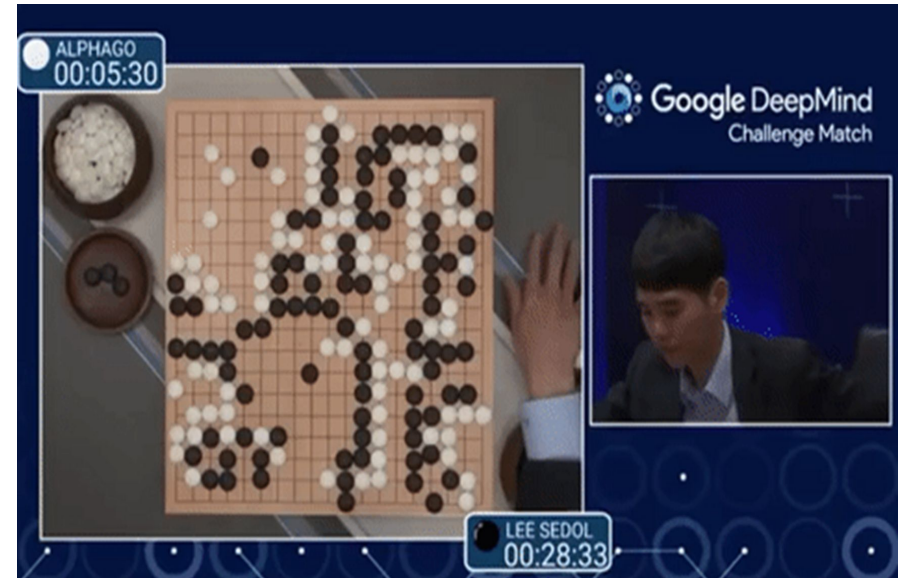 ALPHAGO
00:05:30
Google DeepMind
Challenge Match
LEE SEDOL
00:28:33